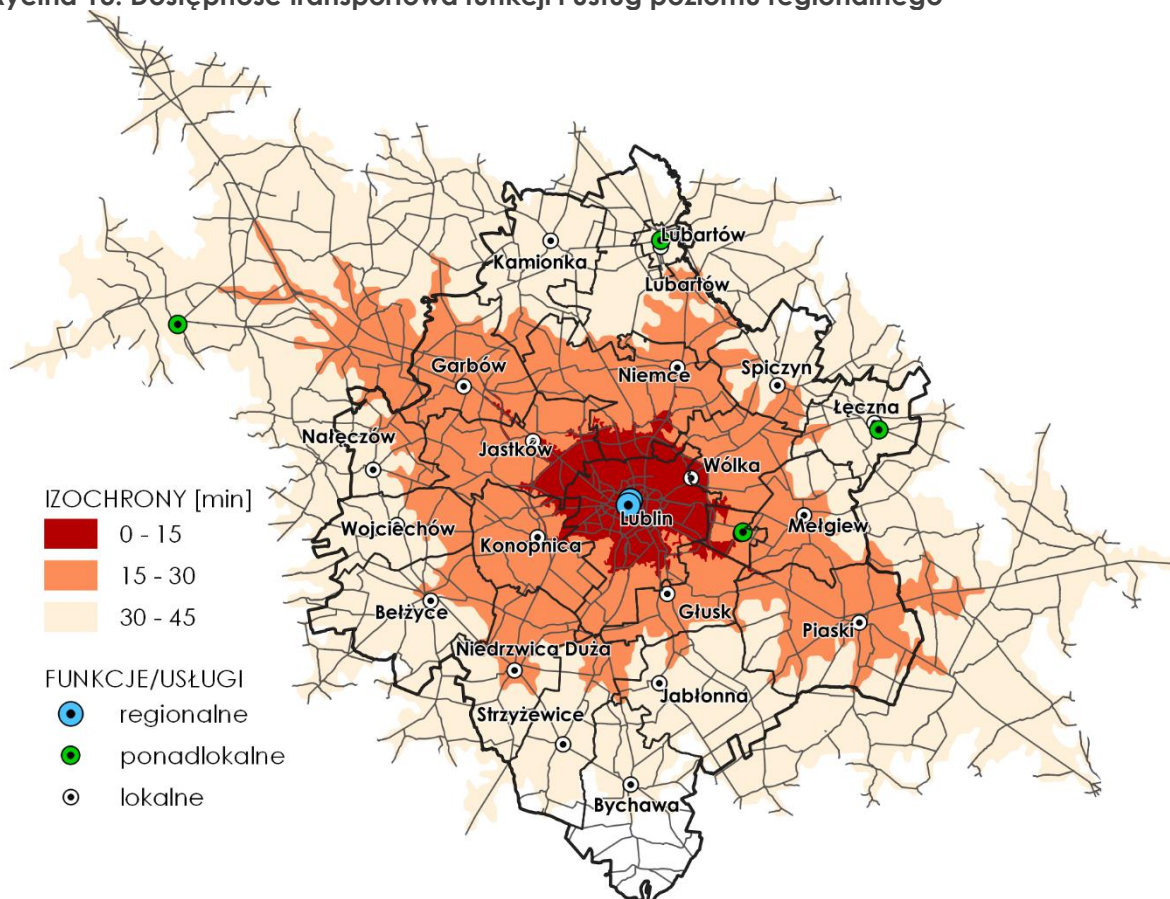 Rycina 18. Dostępność transportowa funkcji i usług poziomu regionalnego
Lubartów
Kamionka
Lubartów
Garbów
Niemce
Spiczyn
Łęczna
Nałęczów
Jastków
Wólka
IZOCHRONY [min]
0 - 15
15 - 30
30 - 45
Lublin
Mełgiew
Wojciechów
Konopnica
Bełżyce
Głusk
Piaski
Niedrzwica Duża
Jabłonna
FUNKCJE/USŁUGI
regionalne
ponadlokalne
lokalne
Strzyżewice
Bychawa